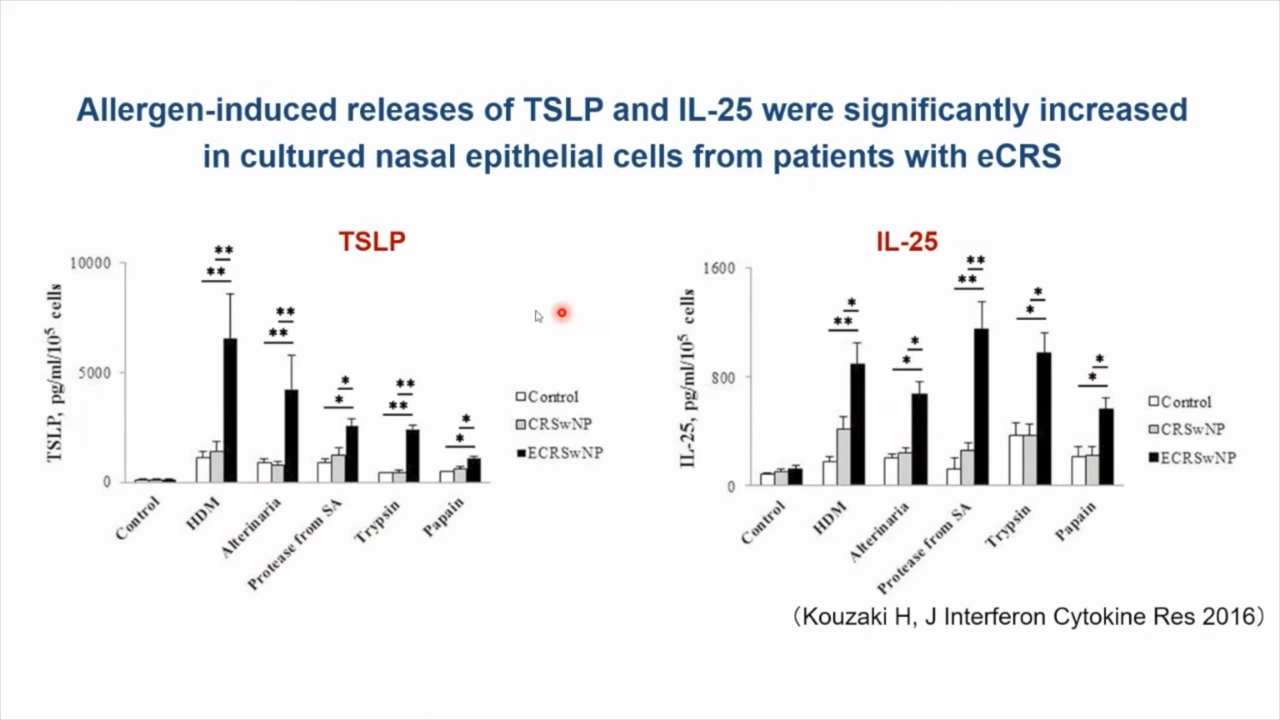 Allergen-induced releases of TSLP and IL-25 were significantly increased
in cultured nasal epithelial cells from patients with eCRS
TSLP
TSLP, pg/ml/10⁵ cells
10000
5000
0
** **
** **
* *
** **
* *
Control
HDM
Alterinaria
Protease from SA
Trypsin
Papain
Control
CRSwNP
ECRSwNP
IL-25
IL-25, pg/ml/10⁵ cells
1600
800
0
** *
* *
** **
* *
* *
Control
HDM
Alterinaria
Protease from SA
Trypsin
Papain
Control
CRSwNP
ECRSwNP
（Kouzaki H, J Interferon Cytokine Res 2016）